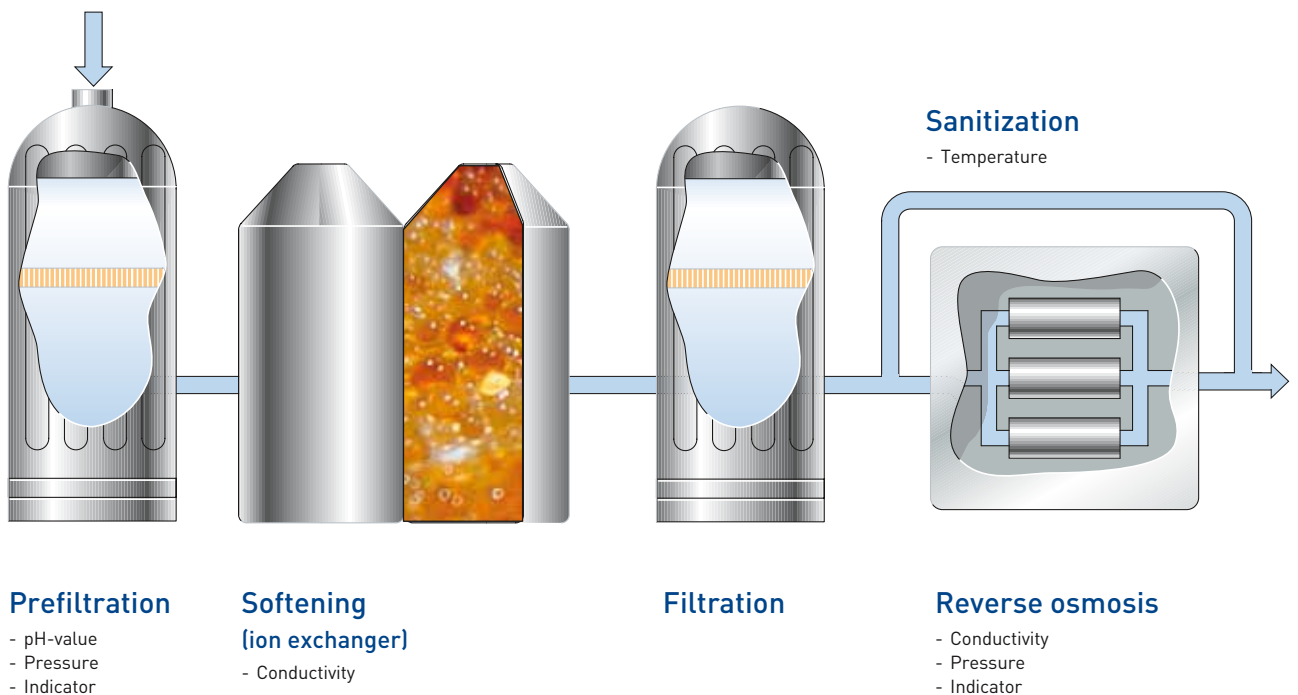 Sanitization
- Temperature
Prefiltration
- pH-value
- Pressure
- Indicator
Softening
(ion exchanger)
- Conductivity
Filtration
Reverse osmosis
- Conductivity
- Pressure
- Indicator